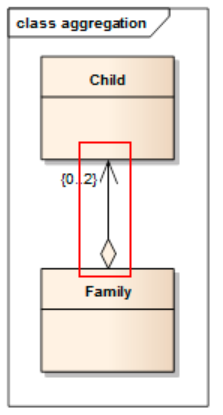 class aggregation
Child
{0..2}
Family